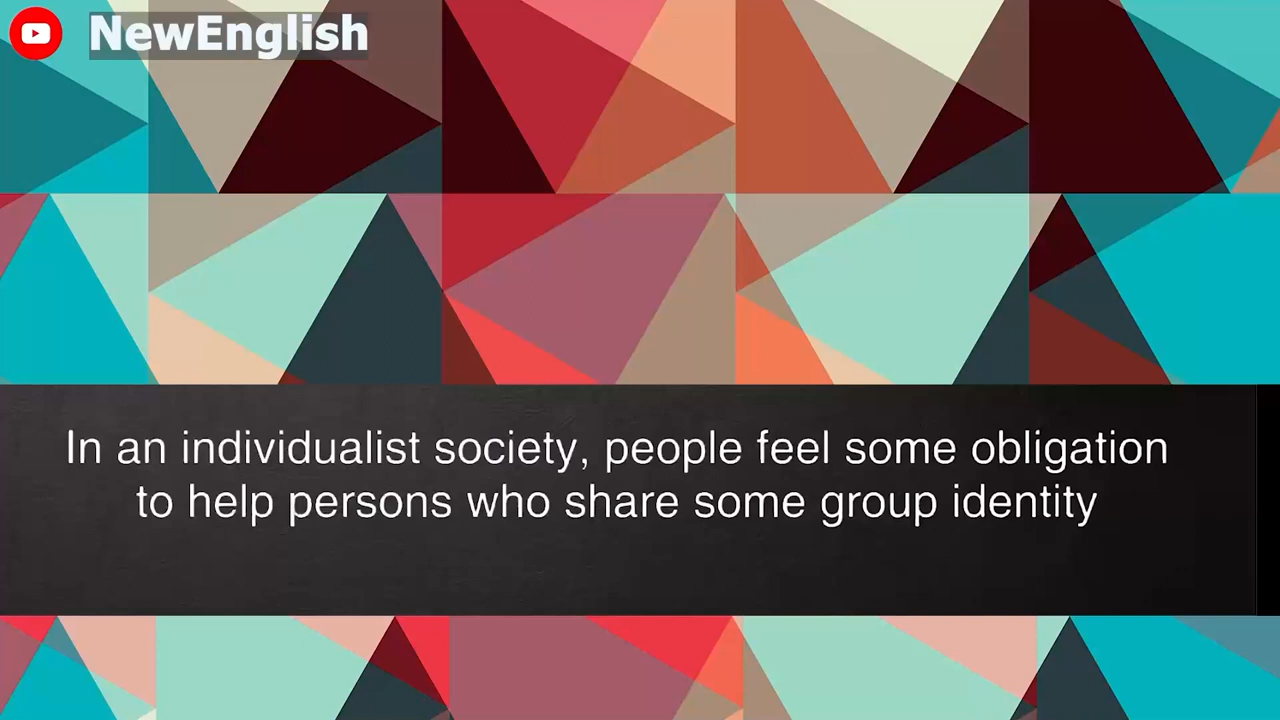 NewEnglish
In an individualist society, people feel some obligation
to help persons who share some group identity